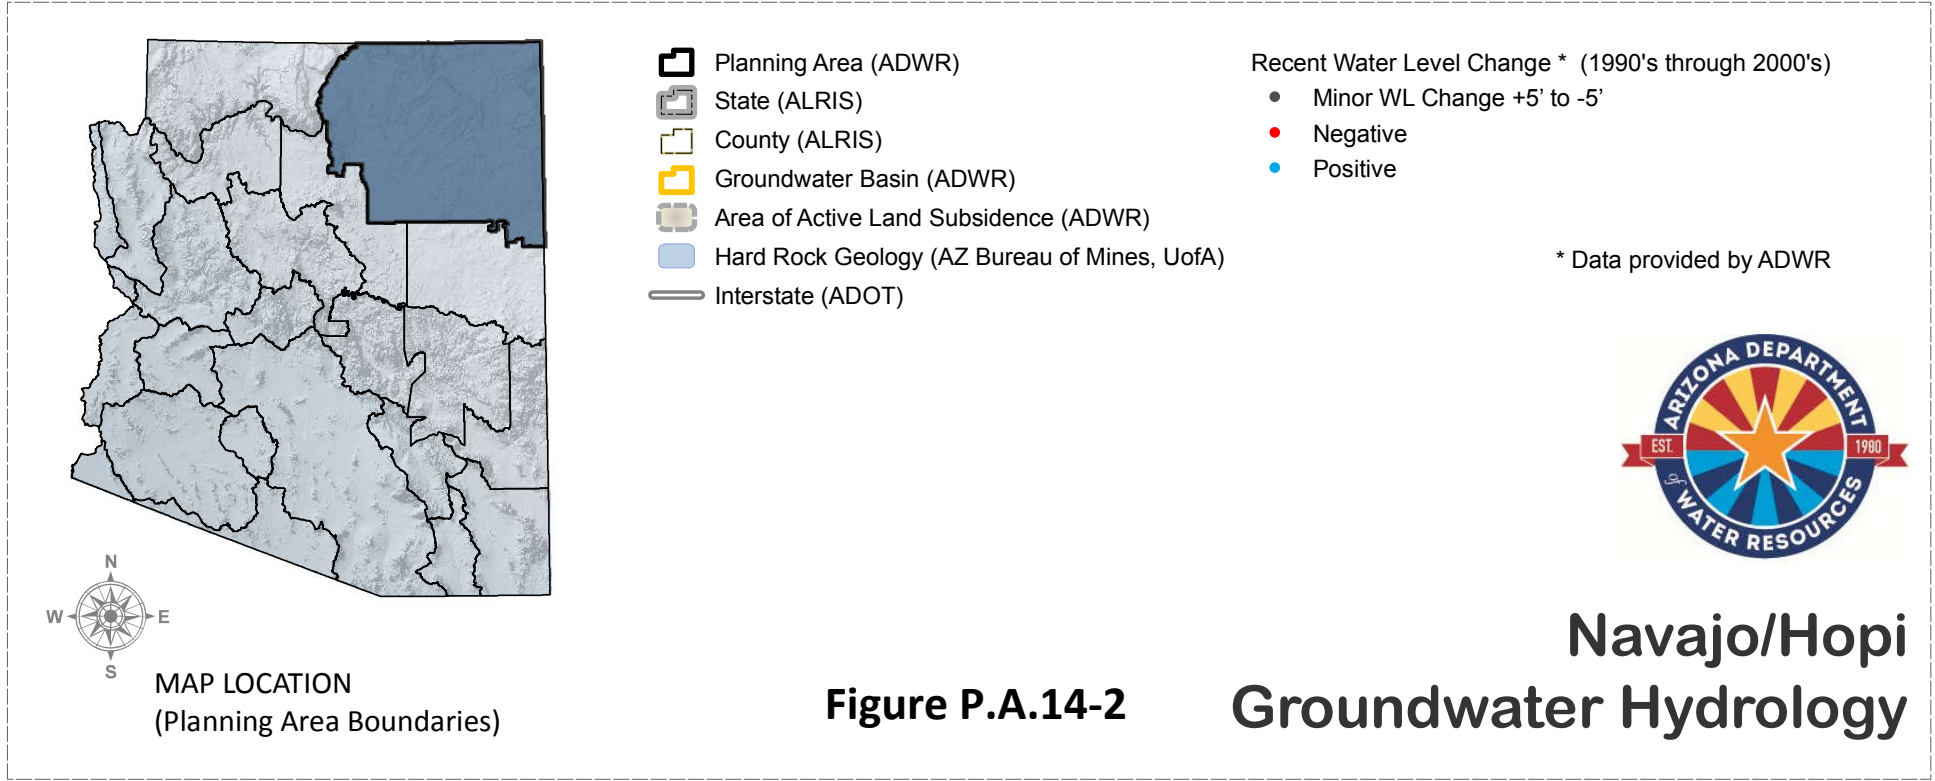 Planning Area (ADWR)
State (ALRIS)
County (ALRIS)
Groundwater Basin (ADWR)
Area of Active Land Subsidence (ADWR)
Hard Rock Geology (AZ Bureau of Mines, UofA)
Interstate (ADOT)
Recent Water Level Change * (1990's through 2000's)
Minor WL Change +5’ to -5’
Negative
Positive
* Data provided by ADWR
ARIZONA DEPARTMENT
EST. 1980
of WATER RESOURCES
N
W E
S
MAP LOCATION
(Planning Area Boundaries)
Figure P.A.14-2
Navajo/Hopi
Groundwater Hydrology